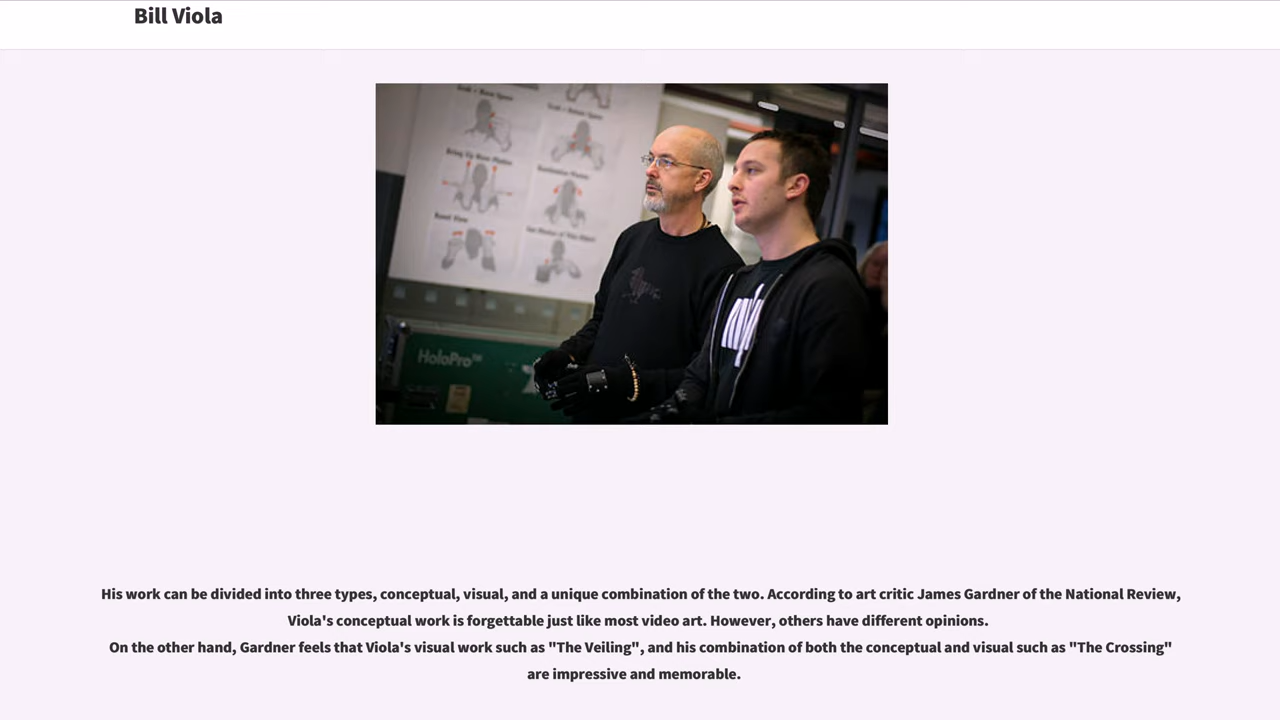 Bill Viola
HoloPro™
His work can be divided into three types, conceptual, visual, and a unique combination of the two. According to art critic James Gardner of the National Review,
Viola's conceptual work is forgettable just like most video art. However, others have different opinions.
On the other hand, Gardner feels that Viola's visual work such as "The Veiling", and his combination of both the conceptual and visual such as "The Crossing"
are impressive and memorable.